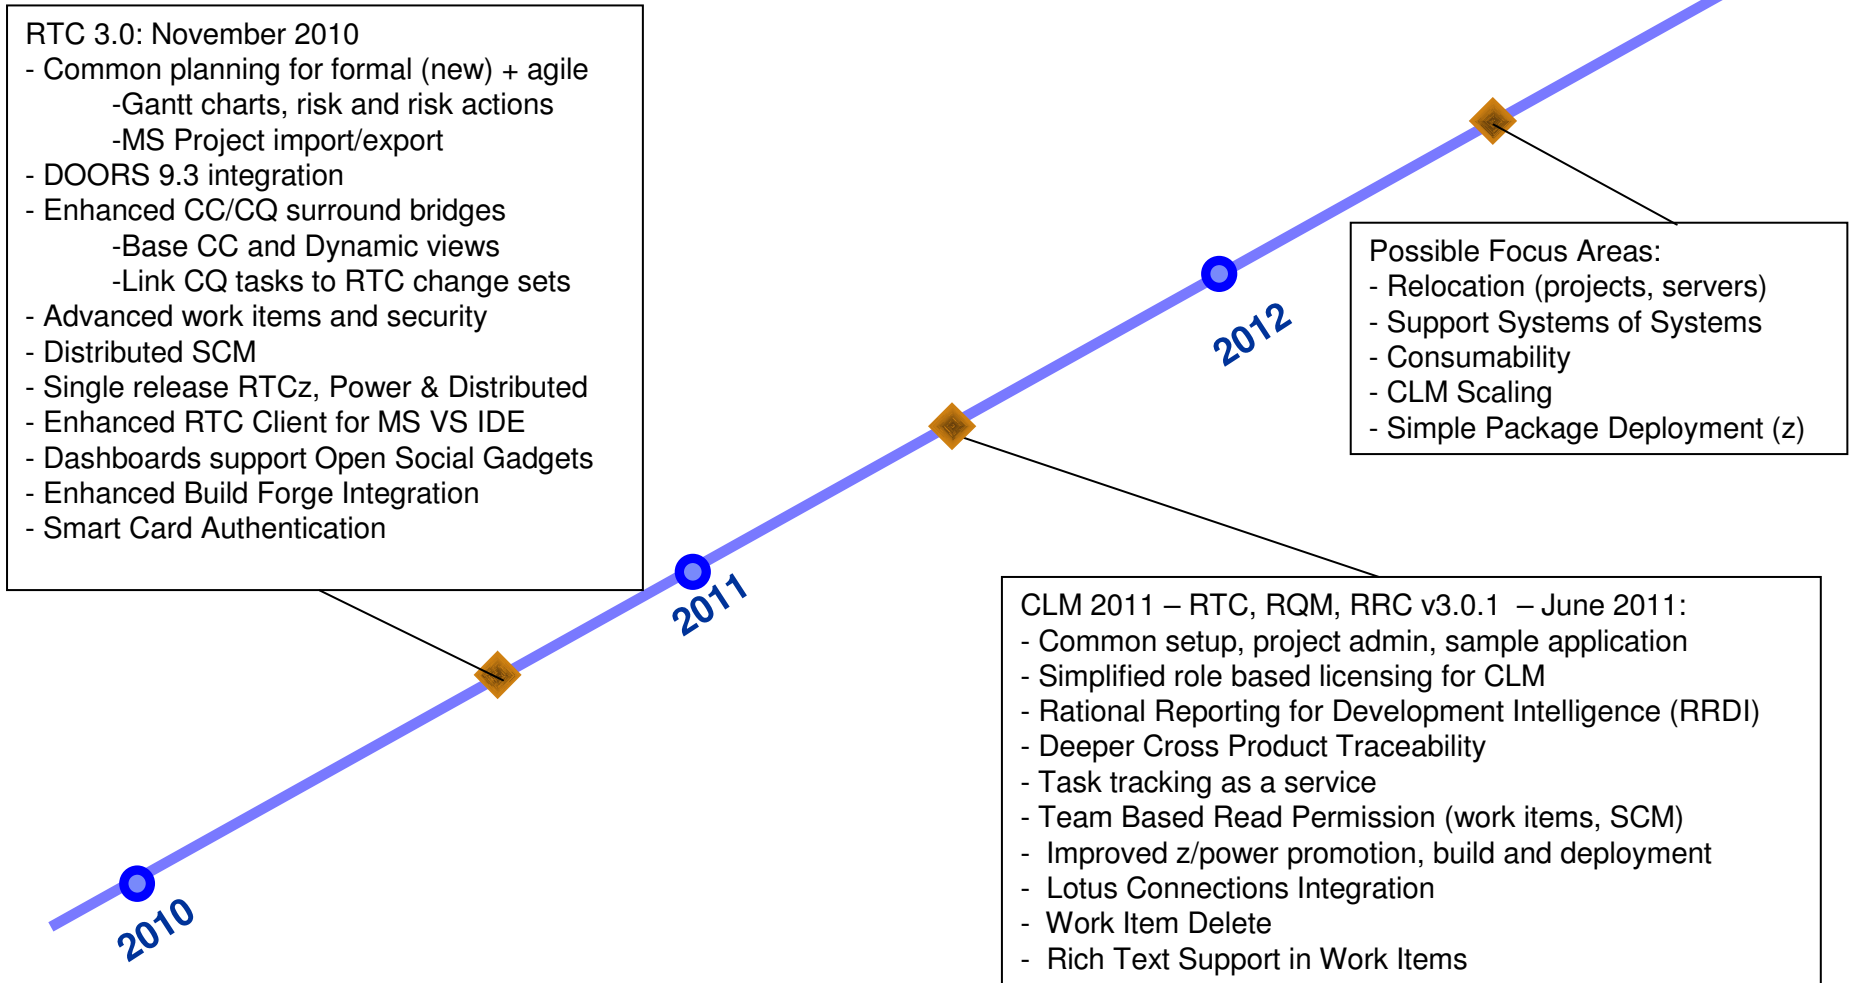 RTC 3.0: November 2010
- Common planning for formal (new) + agile
-Gantt charts, risk and risk actions
-MS Project import/export
- DOORS 9.3 integration
- Enhanced CC/CQ surround bridges
-Base CC and Dynamic views
-Link CQ tasks to RTC change sets
- Advanced work items and security
- Distributed SCM
- Single release RTCz, Power & Distributed
- Enhanced RTC Client for MS VS IDE
- Dashboards support Open Social Gadgets
- Enhanced Build Forge Integration
- Smart Card Authentication
Possible Focus Areas:
- Relocation (projects, servers)
- Support Systems of Systems
- Consumability
- CLM Scaling
- Simple Package Deployment (z)
2012
2011
2010
CLM 2011 – RTC, RQM, RRC v3.0.1 – June 2011:
- Common setup, project admin, sample application
- Simplified role based licensing for CLM
- Rational Reporting for Development Intelligence (RRDI)
- Deeper Cross Product Traceability
- Task tracking as a service
- Team Based Read Permission (work items, SCM)
- Improved z/power promotion, build and deployment
- Lotus Connections Integration
- Work Item Delete
- Rich Text Support in Work Items